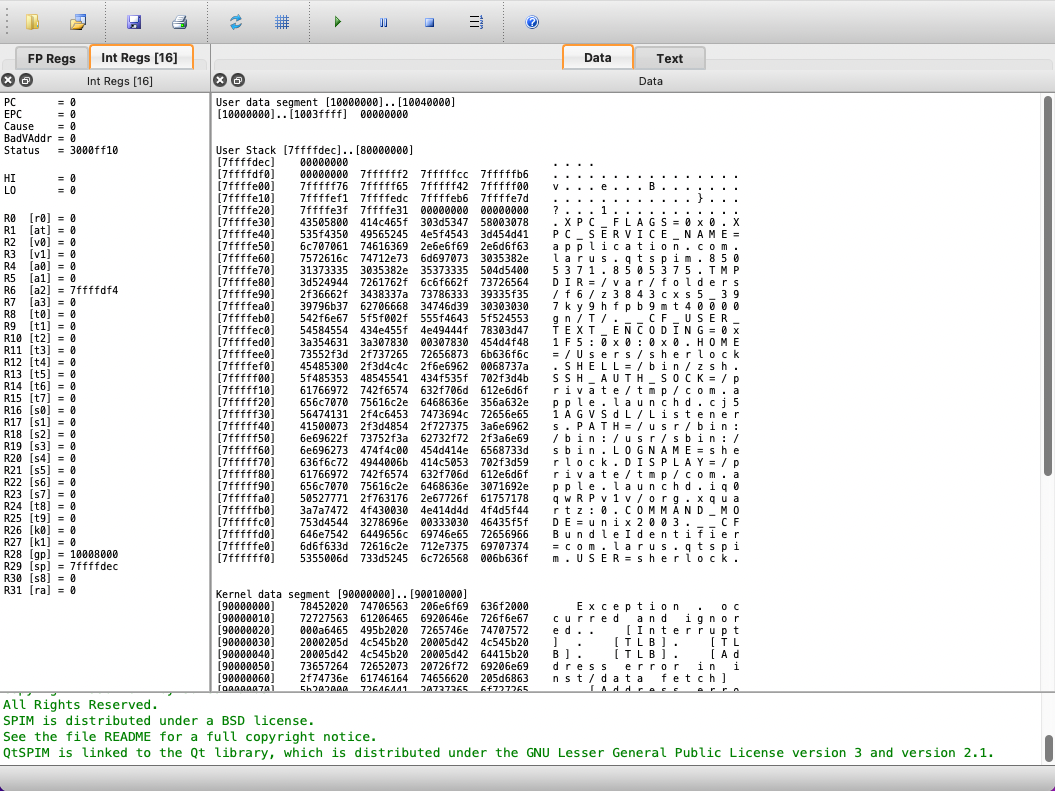 FP Regs
Int Regs [16]
Int Regs [16]
PC = 0
EPC = 0
Cause = 0
BadVAddr = 0
Status = 3000ff10
HI = 0
LO = 0
R0 [r0] = 0
R1 [at] = 0
R2 [v0] = 0
R3 [v1] = 0
R4 [a0] = 0
R5 [a1] = 0
R6 [a2] = 7ffffdf4
R7 [a3] = 0
R8 [t0] = 0
R9 [t1] = 0
R10 [t2] = 0
R11 [t3] = 0
R12 [t4] = 0
R13 [t5] = 0
R14 [t6] = 0
R15 [t7] = 0
R16 [s0] = 0
R17 [s1] = 0
R18 [s2] = 0
R19 [s3] = 0
R20 [s4] = 0
R21 [s5] = 0
R22 [s6] = 0
R23 [s7] = 0
R24 [t8] = 0
R25 [t9] = 0
R26 [k0] = 0
R27 [k1] = 0
R28 [gp] = 10008000
R29 [sp] = 7ffffdec
R30 [s8] = 0
R31 [ra] = 0
Data
Text
Data
User data segment [10000000]..[10040000]
[10000000]..[1003ffff] 00000000
User Stack [7ffffdec]..[80000000]
[7ffffdec] 00000000 . . . .
[7ffffdf0] 00000000 7ffffff2 7fffffcc 7fffffb6 . . . . . . . . . . . . . . . .
[7ffffe00] 7fffff76 7fffff65 7fffff42 7fffff00 v . . . e . . . B . . . . . . .
[7ffffe10] 7ffffef1 7ffffedc 7ffffeb6 7ffffe7d . . . . . . . . . . . . } . . .
[7ffffe20] 7ffffe3f 7ffffe31 00000000 00000000 ? . . . 1 . . . . . . . . . . .
[7ffffe30] 43505800 414c465f 303d5347 58003078 . X P C _ F L A G S = 0 x 0 . X
[7ffffe40] 535f4350 49565245 4e5f4543 3d454d41 P C _ S E R V I C E _ N A M E =
[7ffffe50] 6c707061 74616369 2e6e6f69 2e6d6f63 a p p l i c a t i o n . c o m .
[7ffffe60] 7572616c 74712e73 6d697073 3035382e l a r u s . q t s p i m . 8 5 0
[7ffffe70] 31373335 3035382e 35373335 504d5400 5 3 7 1 . 8 5 0 5 3 7 5 . T M P
[7ffffe80] 3d524944 7261762f 6c6f662f 73726564 D I R = / v a r / f o l d e r s
[7ffffe90] 2f36662f 3438337a 73786333 39335f35 / f 6 / z 3 8 4 3 c x s 5 _ 3 9
[7ffffea0] 39796b37 62706668 34746d39 30303030 7 k y 9 h f p b 9 m t 4 0 0 0 0
[7ffffeb0] 542f6e67 5f5f002f 555f4643 5f524553 g n / T / . _ _ C F _ U S E R _
[7ffffec0] 54584554 434e455f 4e49444f 78303d47 T E X T _ E N C O D I N G = 0 x
[7ffffed0] 3a354631 3a307830 00307830 454d4f48 1 F 5 : 0 x 0 : 0 x 0 . H O M E
[7ffffee0] 73552f3d 2f737265 72656873 6b636f6c = / U s e r s / s h e r l o c k
[7ffffef0] 45485300 2f3d4c4c 2f6e6962 0068737a . S H E L L = / b i n / z s h .
[7fffff00] 5f485353 48545541 434f535f 702f3d4b S S H _ A U T H _ S O C K = / p
[7fffff10] 61766972 742f6574 632f706d 612e6d6f r i v a t e / t m p / c o m . a
[7fffff20] 656c7070 75616c2e 6468636e 356a632e p p l e . l a u n c h d . c j 5
[7fffff30] 56474131 2f4c6453 7473694c 72656e65 1 A G V S d L / L i s t e n e r
[7fffff40] 41500073 2f3d4854 2f727375 3a6e6962 s . P A T H = / u s r / b i n :
[7fffff50] 6e69622f 73752f3a 62732f72 2f3a6e69 / b i n : / u s r / s b i n : /
[7fffff60] 6e696273 474f4c00 454d414e 6568733d s b i n . L O G N A M E = s h e
[7fffff70] 636f6c72 4944006b 414c5053 702f3d59 r l o c k . D I S P L A Y = / p
[7fffff80] 61766972 742f6574 632f706d 612e6d6f r i v a t e / t m p / c o m . a
[7fffff90] 656c7070 75616c2e 6468636e 3071692e p p l e . l a u n c h d . i q 0
[7fffffa0] 50527771 2f763176 2e67726f 61757178 q w R P v 1 v / o r g . x q u a
[7fffffb0] 3a7a7472 4f430030 4e414d4d 4f4d5f44 r t z : 0 . C O M M A N D _ M O
[7fffffc0] 753d4544 3278696e 00333030 46435f5f D E = u n i x 2 0 0 3 . _ _ C F
[7fffffd0] 646e7542 6449656c 69746e65 72656966 B u n d l e I d e n t i f i e r
[7fffffe0] 6d6f633d 72616c2e 712e7375 69707374 = c o m . l a r u s . q t s p i
[7ffffff0] 5355006d 733d5245 6c726568 006b636f m . U S E R = s h e r l o c k .
Kernel data segment [90000000]..[90010000]
[90000000] 78452020 74706563 206e6f69 636f2000 E x c e p t i o n . o c
[90000010] 72727563 61206465 6920646e 726f6e67 c u r r e d a n d i g n o r
[90000020] 000a6465 495b2020 7265746e 74707572 e d . . [ I n t e r r u p t
[90000030] 2000205d 4c545b20 20005d42 4c545b20 ] . [ T L B ] . [ T L
[90000040] 20005d42 4c545b20 20005d42 64415b20 B ] . [ T L B ] . [ A d
[90000050] 73657264 72652073 20726f72 69206e69 d r e s s e r r o r i n i
[90000060] 2f74736e 61746164 74656620 205d6863 n s t / d a t a f e t c h ]
[90000070] 5b202000 72646441 20737365 6f727265 . [ A d d r e s s e r r o
All Rights Reserved.
SPIM is distributed under a BSD license.
See the file README for a full copyright notice.
QtSPIM is linked to the Qt library, which is distributed under the GNU Lesser General Public License version 3 and version 2.1.